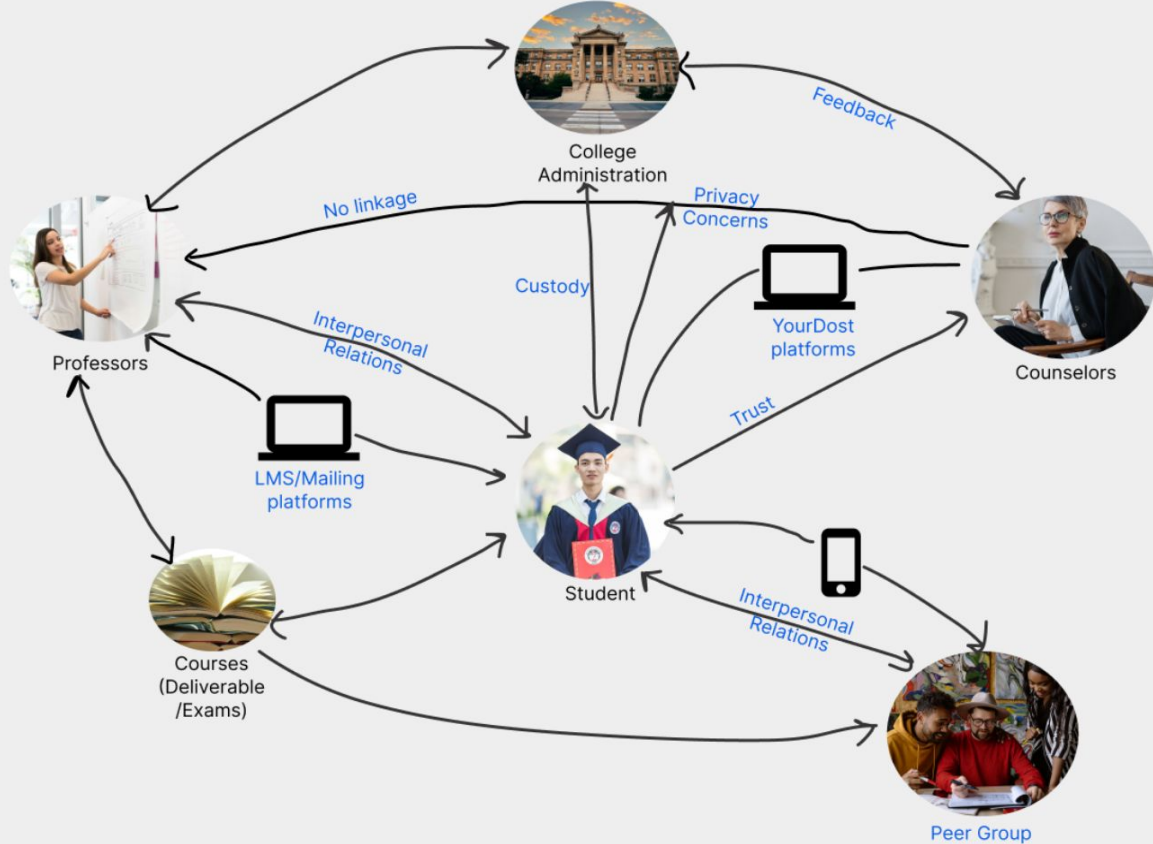 Feedback
College
Administration
No linkage
Privacy
Concerns
Custody
YourDost
platforms
Interpersonal
Relations
Professors
Counselors
Trust
LMS/Mailing
platforms
Student
Interpersonal
Relations
Courses
(Deliverable
/Exams)
Peer Group